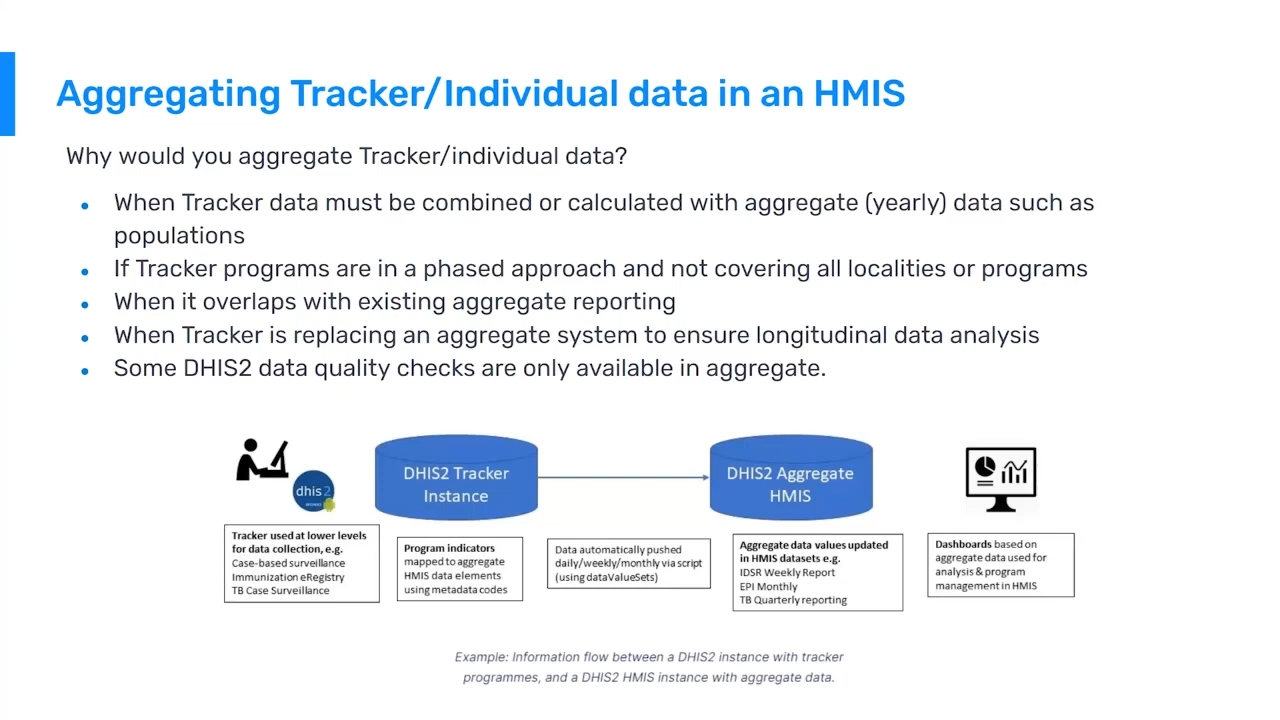 Aggregating Tracker/Individual data in an HMIS
Why would you aggregate Tracker/individual data?
• When Tracker data must be combined or calculated with aggregate (yearly) data such as
populations
• If Tracker programs are in a phased approach and not covering all localities or programs
• When it overlaps with existing aggregate reporting
• When Tracker is replacing an aggregate system to ensure longitudinal data analysis
• Some DHIS2 data quality checks are only available in aggregate.
dhis2
DHIS2 Tracker
Instance
DHIS2 Aggregate
HMIS
Tracker used at lower levels
for data collection, e.g.
Case-based surveillance
Immunization eRegistry
TB Case Surveillance
Program indicators
mapped to aggregate
HMIS data elements
using metadata codes
Data automatically pushed
daily/weekly/monthly via script
(using dataValueSets)
Aggregate data values updated
in HMIS datasets e.g.
IDSR Weekly Report
EPI Monthly
TB Quarterly reporting
Dashboards based on
aggregate data used for
analysis & program
management in HMIS
Example: Information flow between a DHIS2 instance with tracker
programmes, and a DHIS2 HMIS instance with aggregate data.